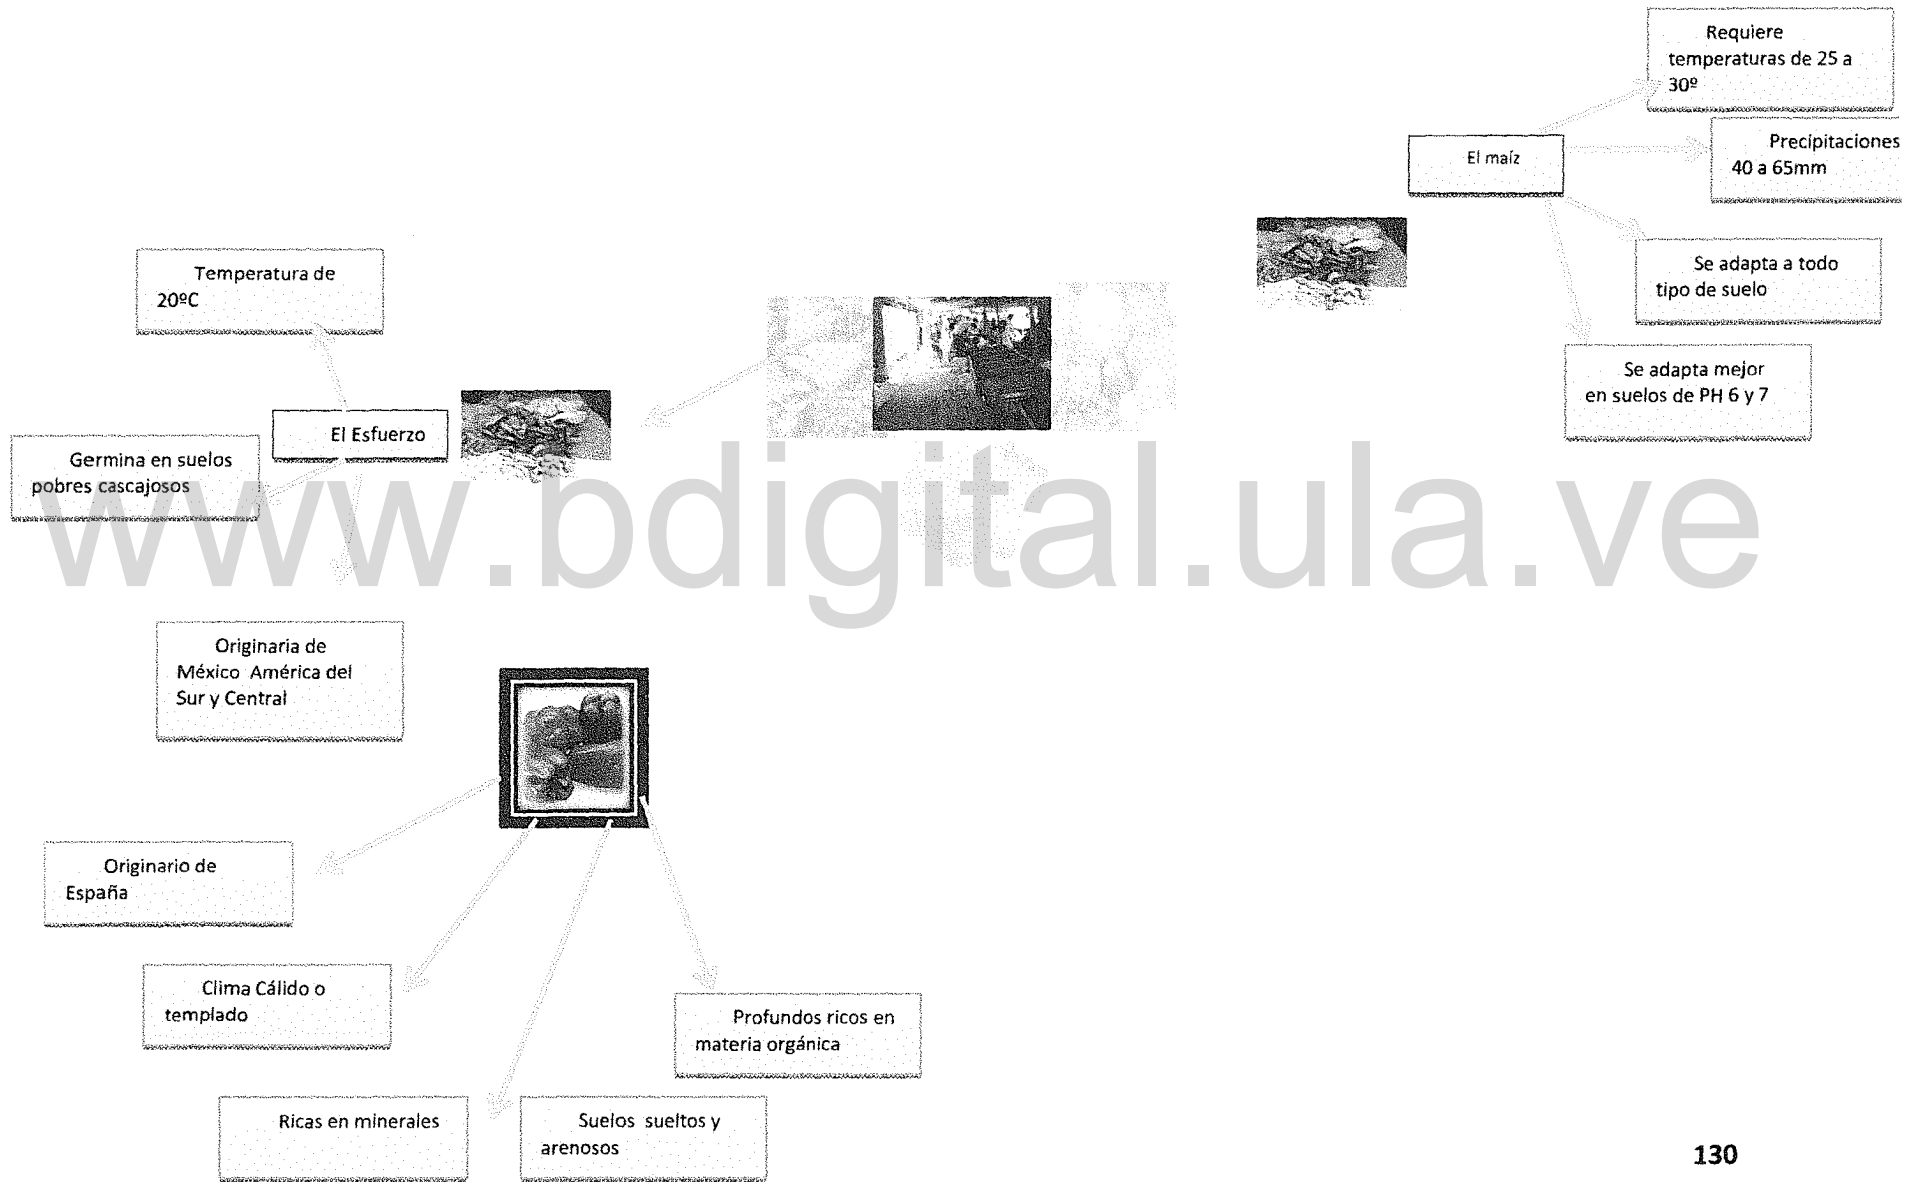 Requiere
temperaturas de 25 a
30º
El maíz
Precipitaciones
40 a 65mm
Se adapta a todo
tipo de suelo
Se adapta mejor
en suelos de PH 6 y 7
Temperatura de
20ºC
El Esfuerzo
Germina en suelos
pobres cascajosos
www.bdigital.ula.ve
Originaria de
México América del
Sur y Central
Originario de
España
Clima Cálido o
templado
Profundos ricos en
materia orgánica
Ricas en minerales
Suelos sueltos y
arenosos
130